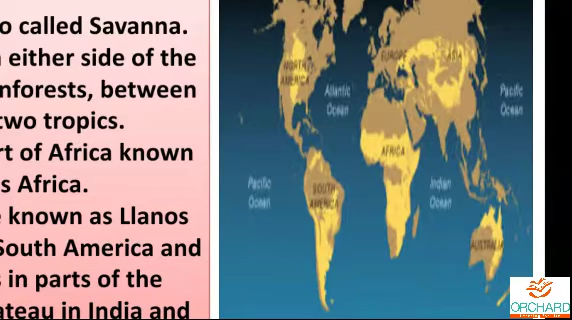 o called Savanna.
either side of the
nforests, between
two tropics.
rt of Africa known
s Africa.
known as Llanos
South America and
in parts of the
ateau in India and
NORTH
AMERICA
EUROPE
ASIA
Atlantic
Ocean
Pacific
Ocean
AFRICA
Pacific
Ocean
SOUTH
AMERICA
Indian
Ocean
AUSTRALIA
ORCHARD